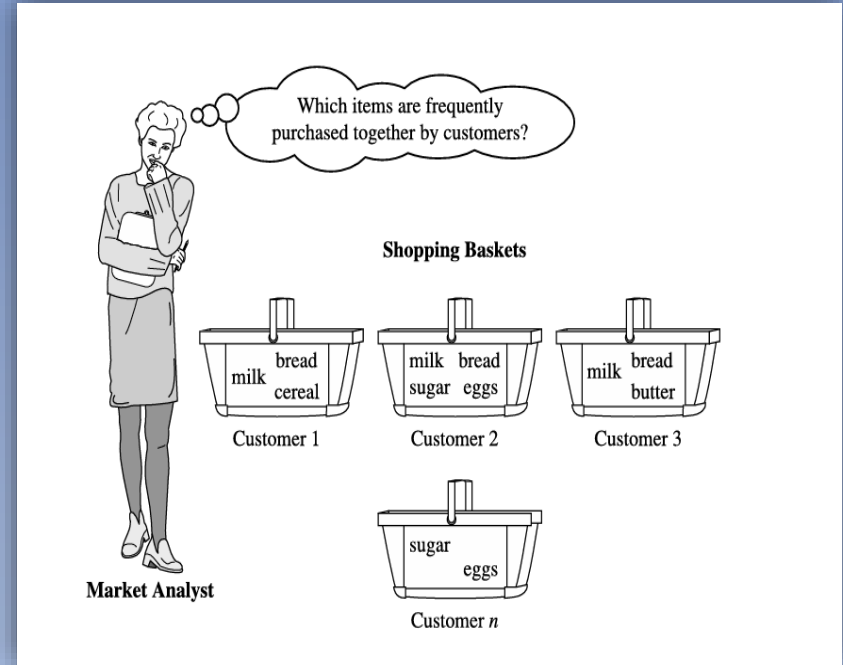 Which items are frequently
purchased together by customers?
Shopping Baskets
milk bread
cereal
Customer 1
milk bread
sugar eggs
Customer 2
milk bread
butter
Customer 3
sugar
eggs
Customer n
Market Analyst